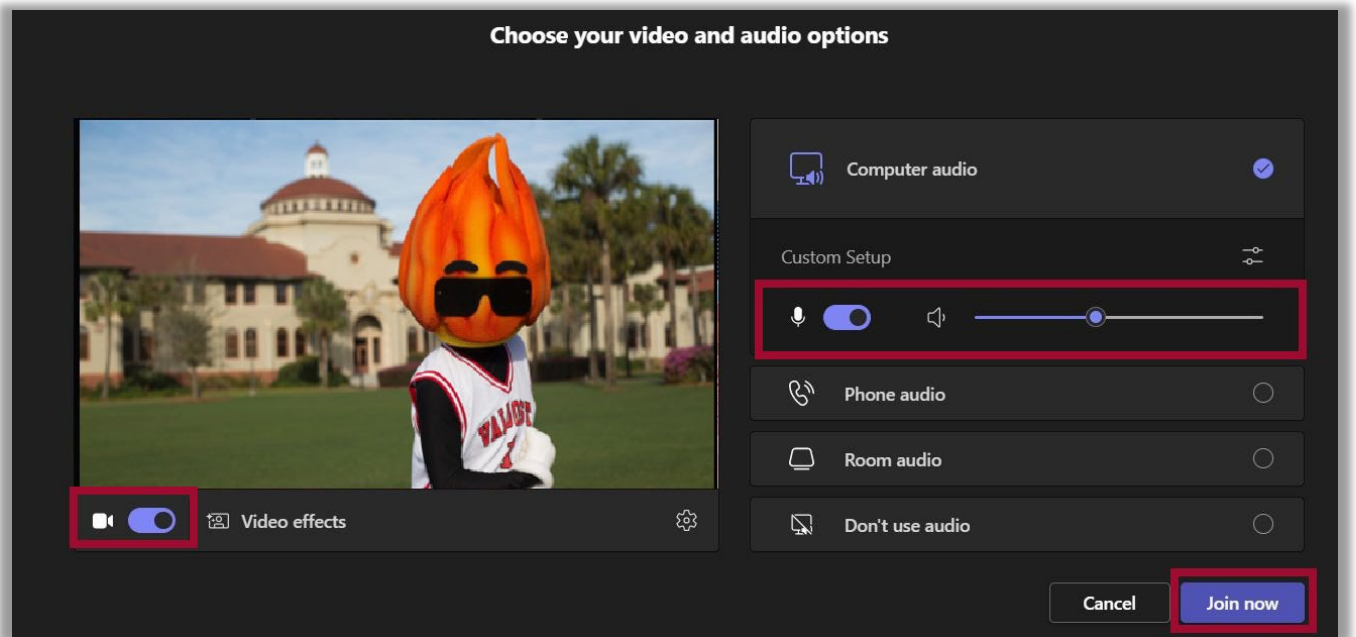 Choose your video and audio options
Computer audio
Custom Setup
Phone audio
Room audio
Don't use audio
Video effects
Cancel
Join now